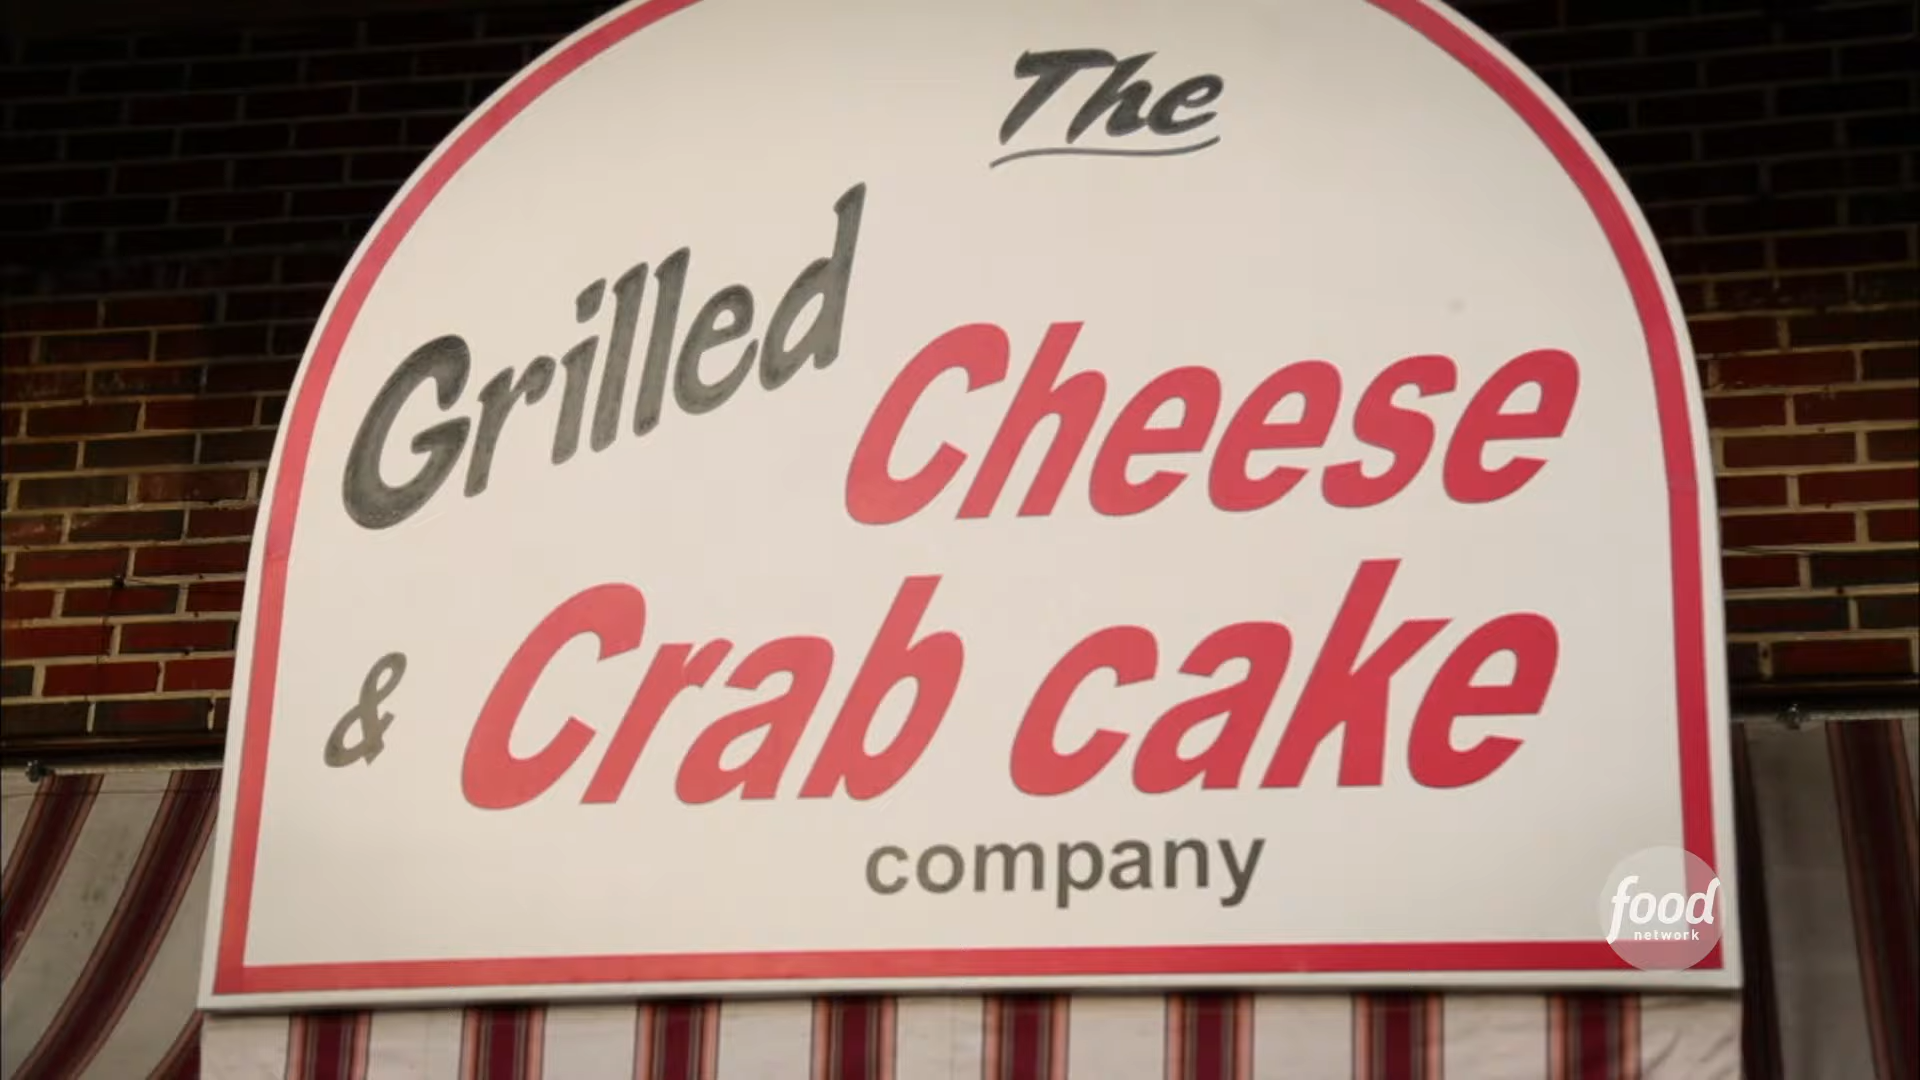 The
Grilled Cheese
& Crab cake
company
food
network